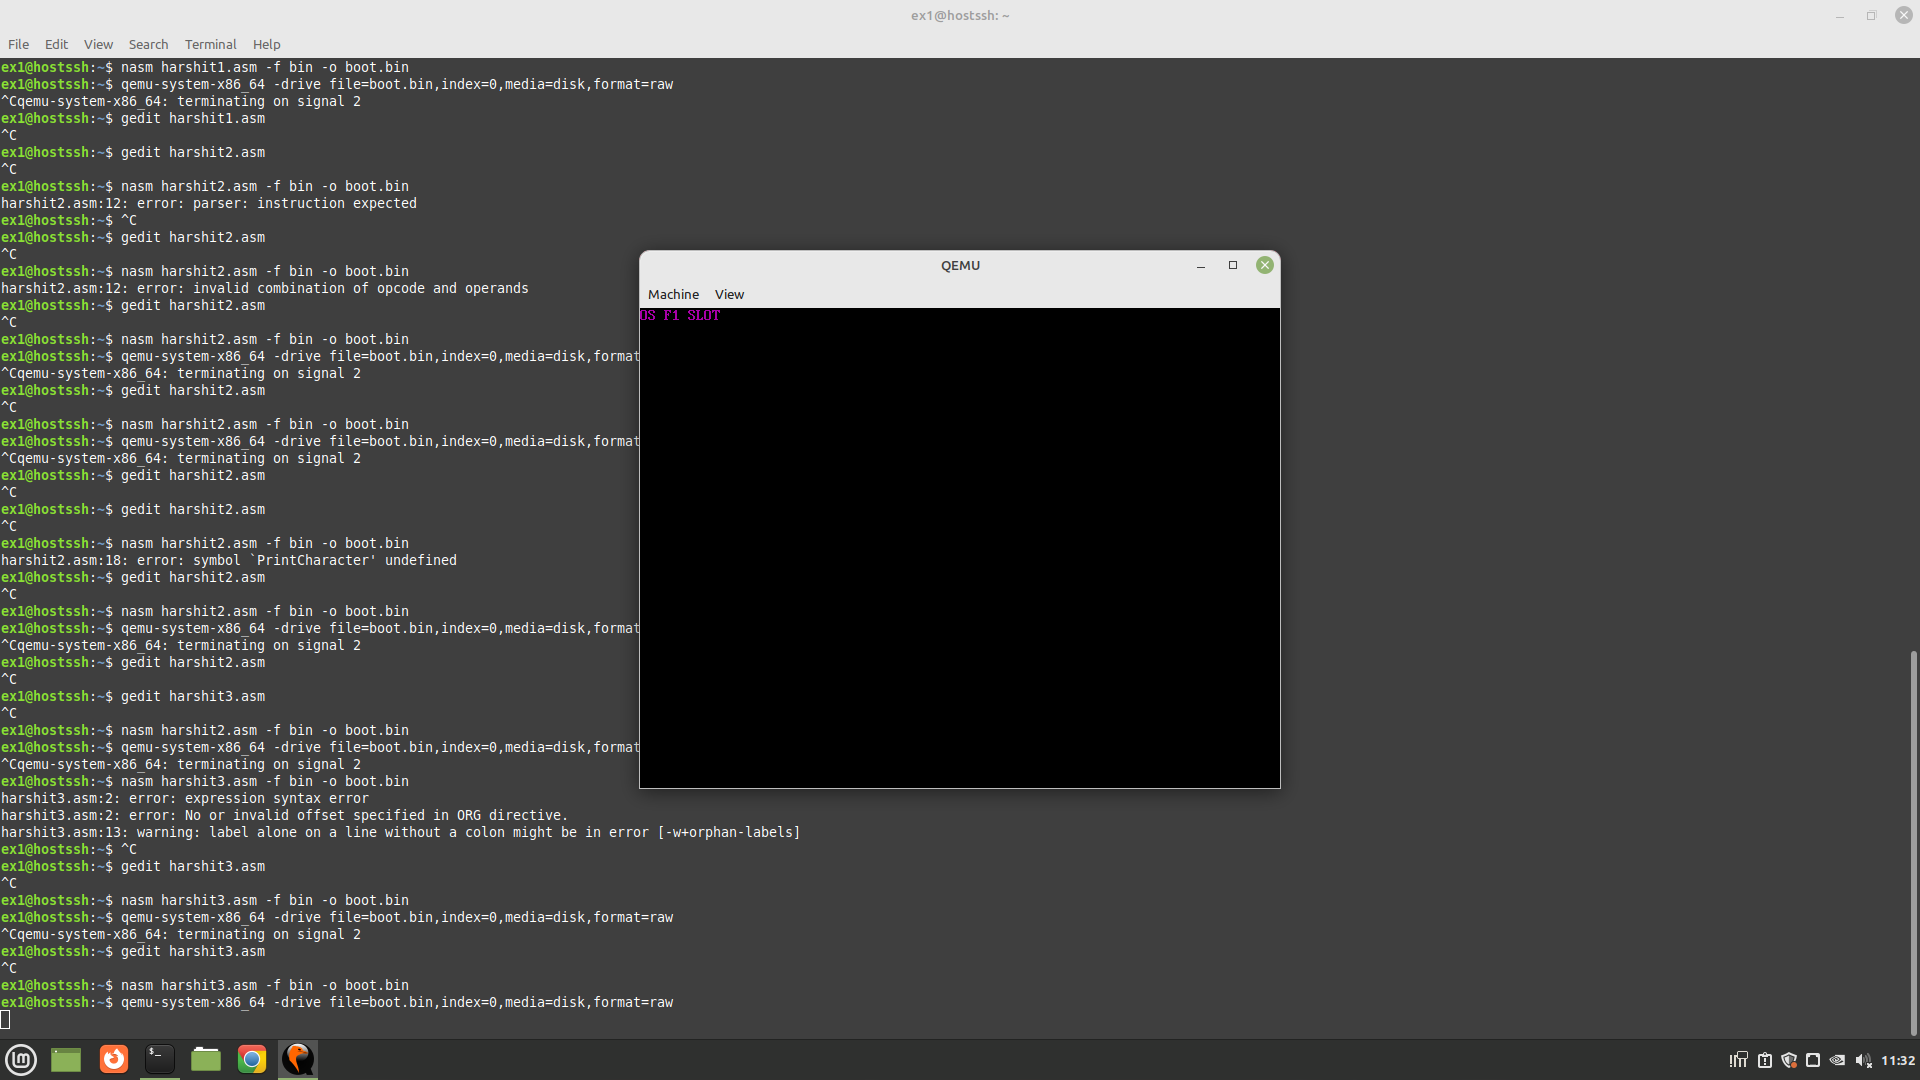 ex1@hostssh: ~
File Edit View Search Terminal Help
ex1@hostssh:~$ nasm harshit1.asm -f bin -o boot.bin
ex1@hostssh:~$ qemu-system-x86_64 -drive file=boot.bin,index=0,media=disk,format=raw
^Cqemu-system-x86_64: terminating on signal 2
ex1@hostssh:~$ gedit harshit1.asm
^C
ex1@hostssh:~$ gedit harshit2.asm
^C
ex1@hostssh:~$ nasm harshit2.asm -f bin -o boot.bin
harshit2.asm:12: error: parser: instruction expected
ex1@hostssh:~$ ^C
ex1@hostssh:~$ gedit harshit2.asm
^C
ex1@hostssh:~$ nasm harshit2.asm -f bin -o boot.bin
harshit2.asm:12: error: invalid combination of opcode and operands
ex1@hostssh:~$ gedit harshit2.asm
^C
ex1@hostssh:~$ nasm harshit2.asm -f bin -o boot.bin
ex1@hostssh:~$ qemu-system-x86_64 -drive file=boot.bin,index=0,media=disk,format
^Cqemu-system-x86_64: terminating on signal 2
ex1@hostssh:~$ gedit harshit2.asm
^C
ex1@hostssh:~$ nasm harshit2.asm -f bin -o boot.bin
ex1@hostssh:~$ qemu-system-x86_64 -drive file=boot.bin,index=0,media=disk,format
^Cqemu-system-x86_64: terminating on signal 2
ex1@hostssh:~$ gedit harshit2.asm
^C
ex1@hostssh:~$ gedit harshit2.asm
^C
ex1@hostssh:~$ nasm harshit2.asm -f bin -o boot.bin
harshit2.asm:18: error: symbol `PrintCharacter' undefined
ex1@hostssh:~$ gedit harshit2.asm
^C
ex1@hostssh:~$ nasm harshit2.asm -f bin -o boot.bin
ex1@hostssh:~$ qemu-system-x86_64 -drive file=boot.bin,index=0,media=disk,format
^Cqemu-system-x86_64: terminating on signal 2
ex1@hostssh:~$ gedit harshit2.asm
^C
ex1@hostssh:~$ gedit harshit3.asm
^C
ex1@hostssh:~$ nasm harshit2.asm -f bin -o boot.bin
ex1@hostssh:~$ qemu-system-x86_64 -drive file=boot.bin,index=0,media=disk,format
^Cqemu-system-x86_64: terminating on signal 2
ex1@hostssh:~$ nasm harshit3.asm -f bin -o boot.bin
harshit3.asm:2: error: expression syntax error
harshit3.asm:2: error: No or invalid offset specified in ORG directive.
harshit3.asm:13: warning: label alone on a line without a colon might be in error [-w+orphan-labels]
ex1@hostssh:~$ ^C
ex1@hostssh:~$ gedit harshit3.asm
^C
ex1@hostssh:~$ nasm harshit3.asm -f bin -o boot.bin
ex1@hostssh:~$ qemu-system-x86_64 -drive file=boot.bin,index=0,media=disk,format=raw
^Cqemu-system-x86_64: terminating on signal 2
ex1@hostssh:~$ gedit harshit3.asm
^C
ex1@hostssh:~$ nasm harshit3.asm -f bin -o boot.bin
ex1@hostssh:~$ qemu-system-x86_64 -drive file=boot.bin,index=0,media=disk,format=raw
QEMU
Machine View
OS F1 SLOT
11:32